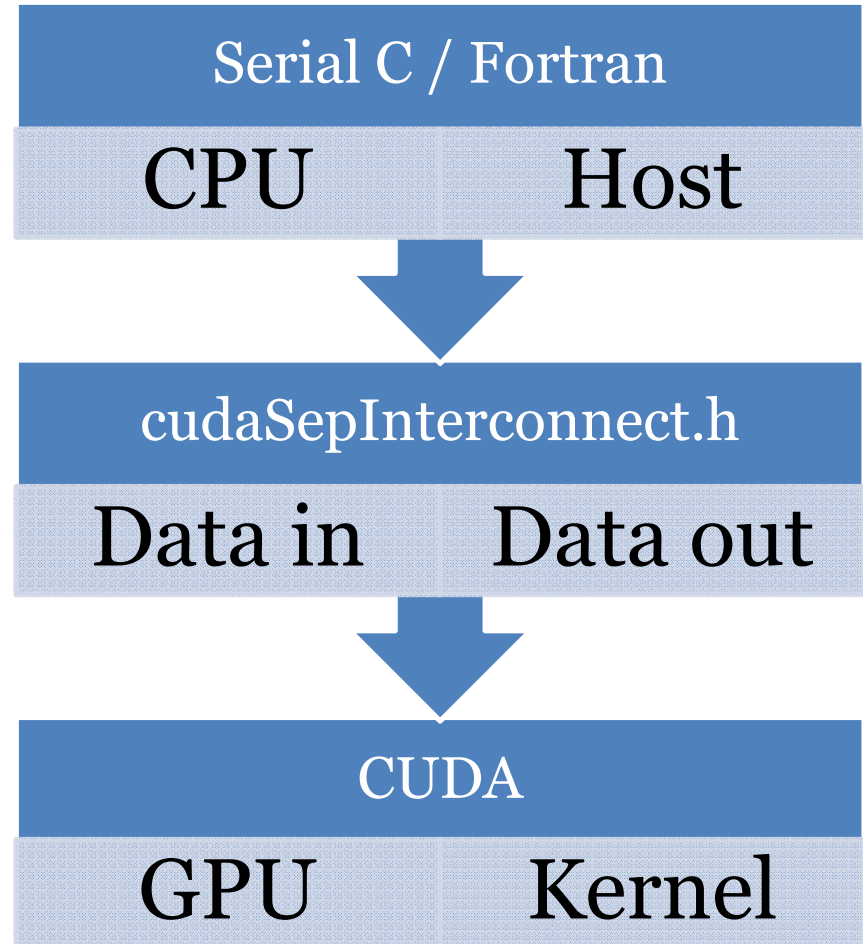 Serial C / Fortran
CPU Host
cudaSepInterconnect.h
Data in Data out
CUDA
GPU Kernel